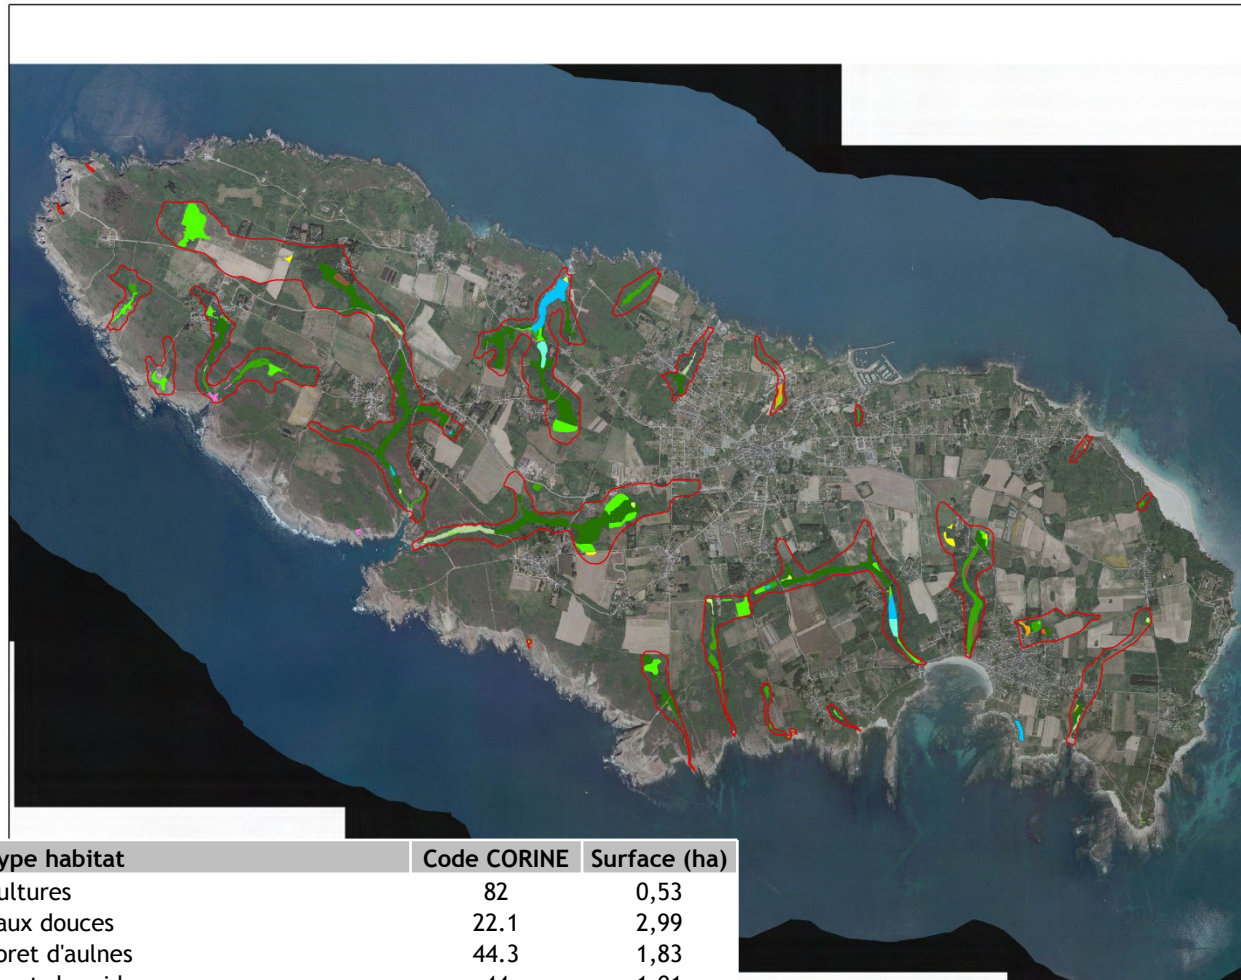 ype habitat Code CORINE Surface (ha)
ultures 82 0,53
aux douces 22.1 2,99
oret d'aulnes 44.3 1,83